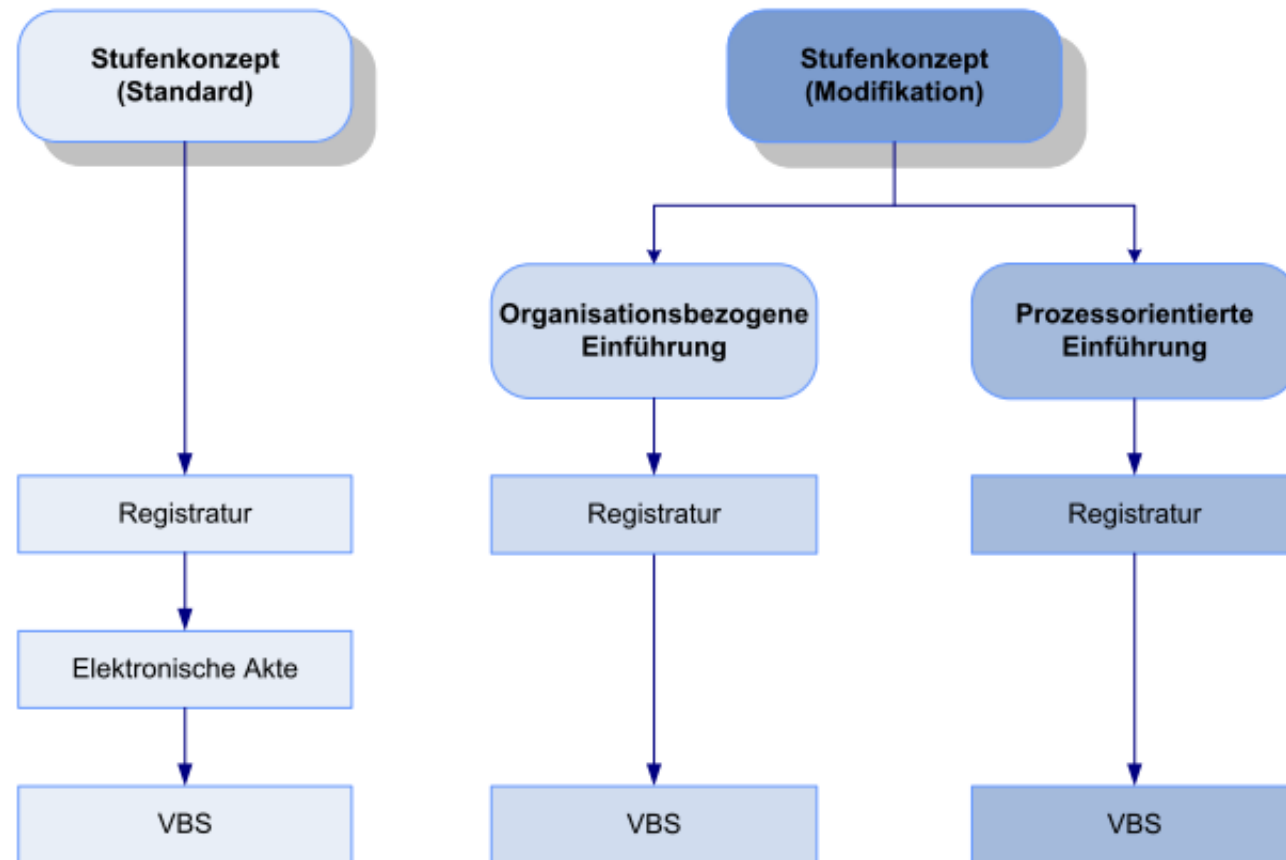 Stufenkonzept
(Standard)
Stufenkonzept
(Modifikation)
Organisationsbezogene
Einführung
Prozessorientierte
Einführung
Registratur
Registratur
Registratur
Elektronische Akte
VBS
VBS
VBS